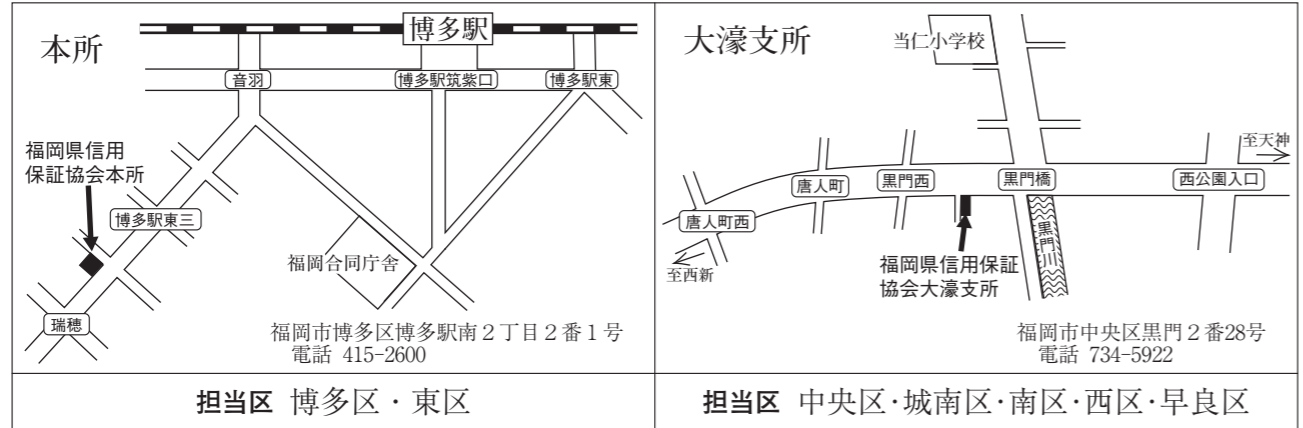 本所
博多駅
音羽
博多駅筑紫口
博多駅東
福岡県信用
保証協会本所
博多駅東三
福岡合同庁舎
瑞穂
福岡市博多区博多駅南２丁目２番１号
電話 415-2600
担当区 博多区・東区
大濠支所
当仁小学校
至天神
唐人町西
唐人町
黒門西
黒門橋
西公園入口
至西新
黒門川
福岡県信用保証
協会大濠支所
福岡市中央区黒門２番28号
電話 734-5922
担当区 中央区・城南区・南区・西区・早良区